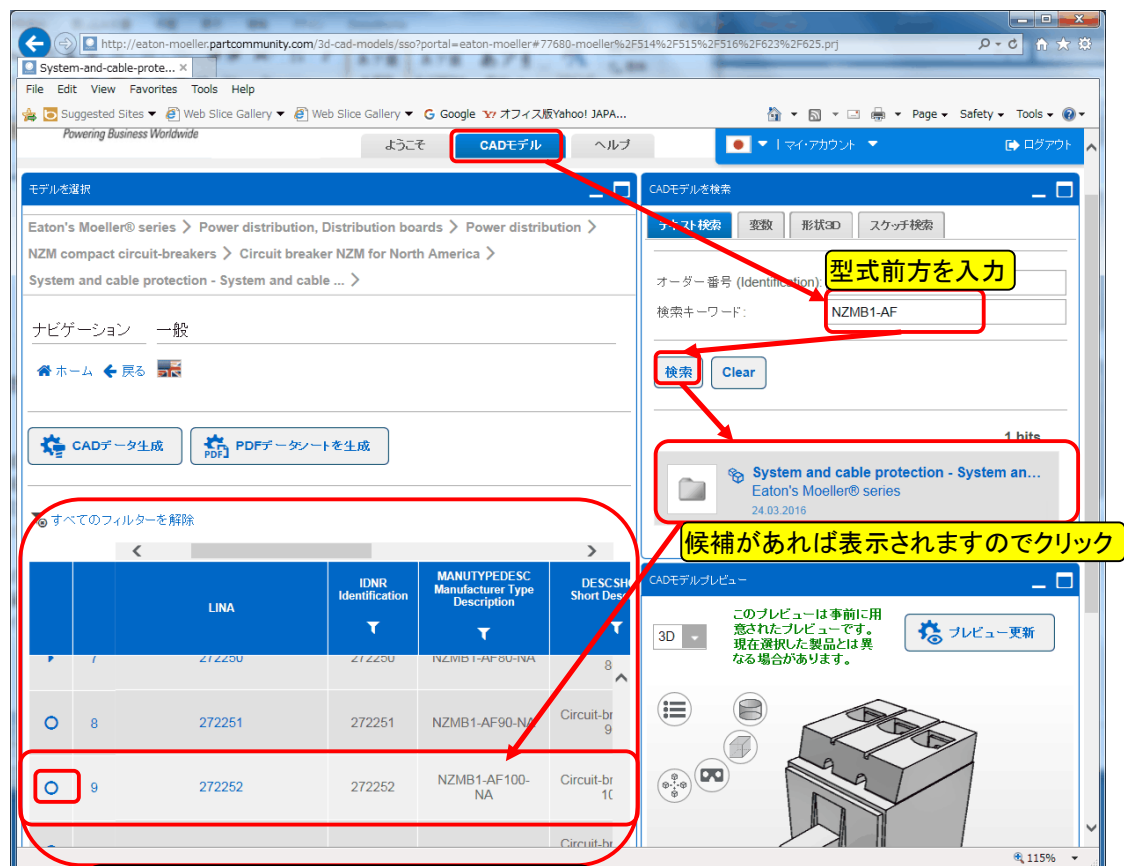 http://eaton-moeller.partcommunity.com/3d-cad-models/sso?portal=eaton-moeller#77680-moeller%2F514%2F515%2F516%2F623%2F625.prj
System-and-cable-prote... ×
File Edit View Favorites Tools Help
Suggested Sites ▼ Web Slice Gallery ▼ Web Slice Gallery ▼ Google オフィス版Yahoo! JAPA...
Page ▼ Safety ▼ Tools ▼
Powering Business Worldwide
ようこそ CADモデル ヘルプ
マイ・アカウント ▼ ログアウト
モデルを選択
Eaton's Moeller® series > Power distribution, Distribution boards > Power distribution >
NZM compact circuit-breakers > Circuit breaker NZM for North America >
System and cable protection - System and cable ... >
ナビゲーション 一般
ホーム 戻る
CADデータ生成 PDFデータシートを生成
すべてのフィルターを解除
LINA
IDNR
Identification
MANUTYPEDESC
Manufacturer Type
Description
DESCSH
Short Des
7 272250 272250 NZMB1-AF80-NA
8
8 272251 272251 NZMB1-AF90-NA Circuit-br
9
9 272252 272252 NZMB1-AF100-
NA
Circuit-br
10
Circuit-br
CADモデルを検索
テキスト検索 変数 形状3D スケッチ検索
型式前方を入力
オーダー番号 (Identification):
検索キーワード: NZMB1-AF
検索 Clear
1 hits
System and cable protection - System an...
Eaton's Moeller® series
24.03.2016
候補があれば表示されますのでクリック
CADモデルプレビュー
3D
このプレビューは事前に用
意されたプレビューです。
現在選択した製品とは異
なる場合があります。
プレビュー更新
115%